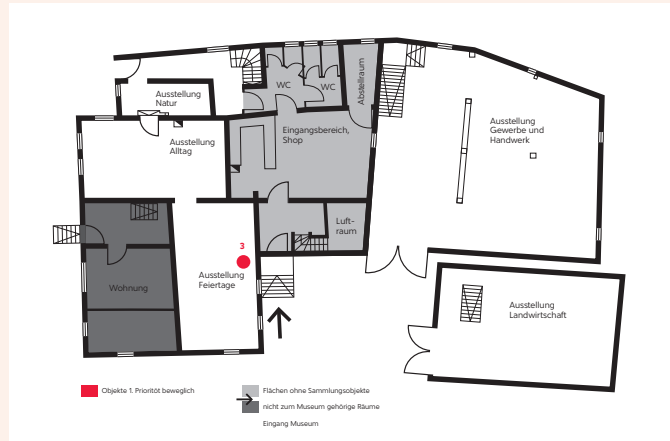 Ausstellung
Natur
WC
WC
Abstellraum
Ausstellung
Alltag
Eingangsbereich,
Shop
Ausstellung
Gewerbe und
Handwerk
Luft-
raum
3
Ausstellung
Feiertage
Wohnung
Ausstellung
Landwirtschaft
Objekte 1. Priorität beweglich
Flächen ohne Sammlungsobjekte
nicht zum Museum gehörige Räume
Eingang Museum